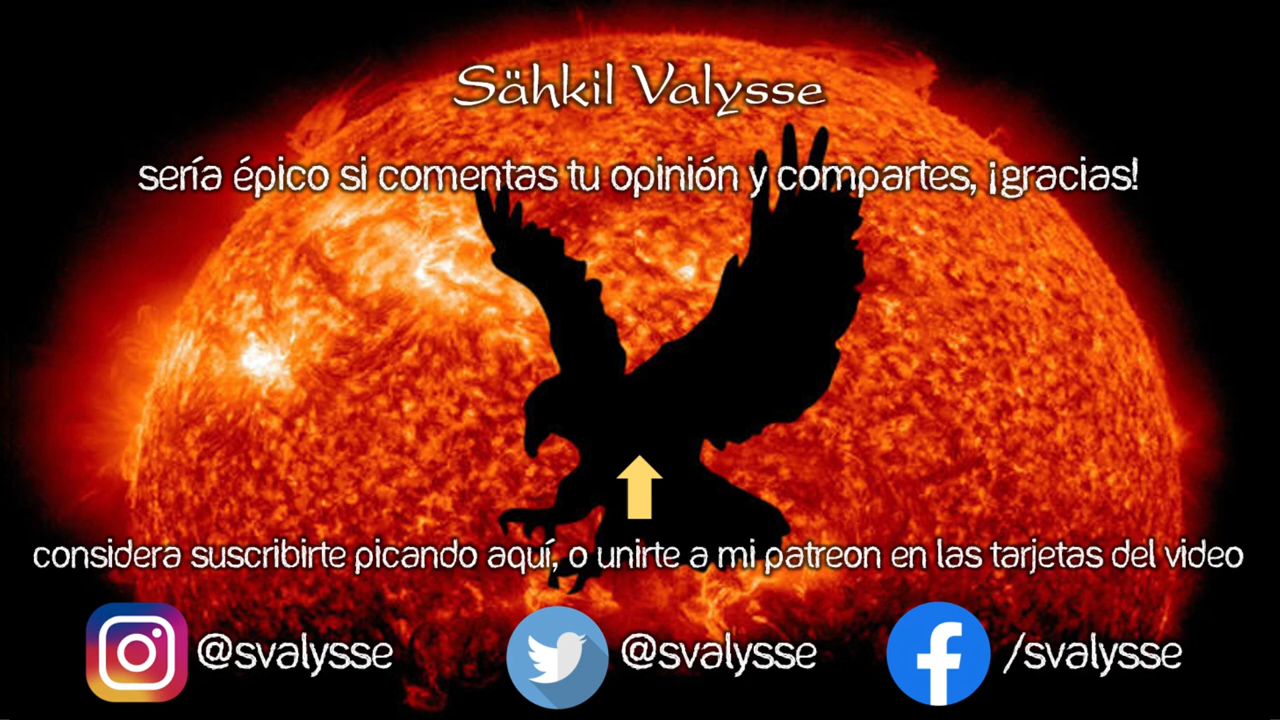 Sähkil Valysse
sería épico si comentas tu opinión y compartes, ¡gracias!
considera suscribirte picando aquí, o unirte a mi patreon en las tarjetas del video
@svalysse @svalysse /svalysse